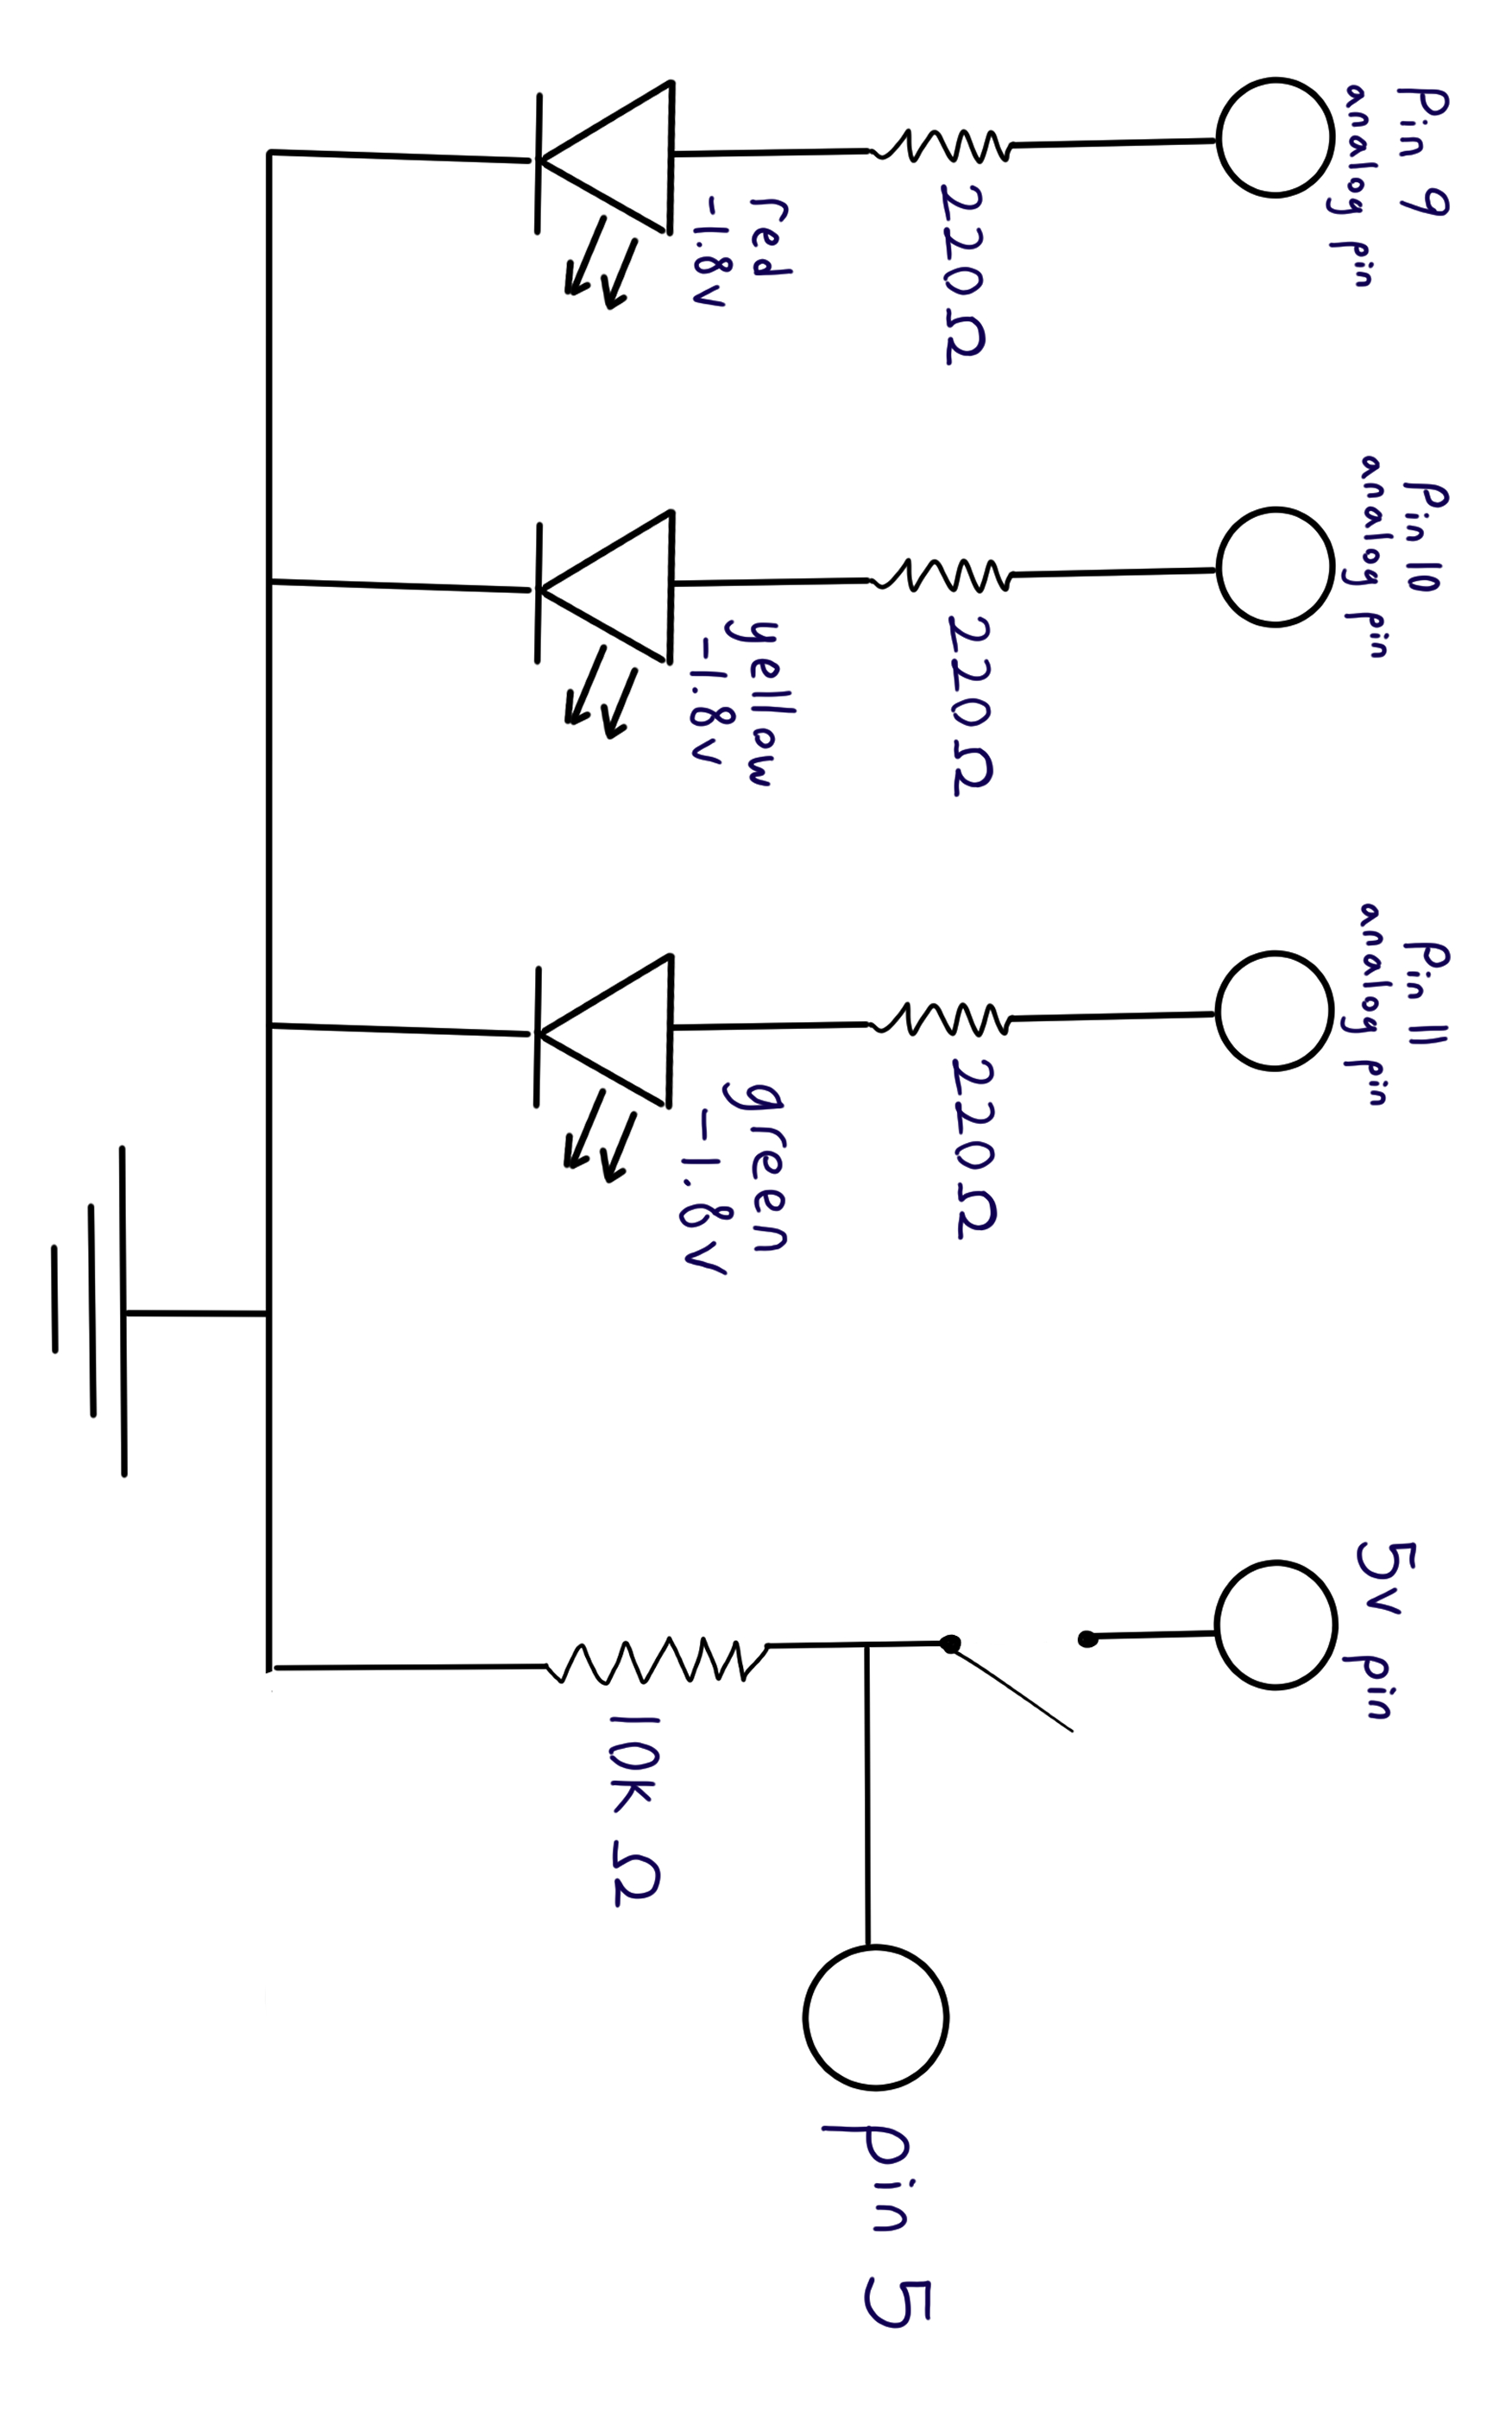 Pin 9
analog pin
Pin 10
analog pin
Pin 11
analog pin
5v pin
220Ω
220Ω
220Ω
pin 5
red
-1.8v
yellow
-1.8v
green
-1.8v
10K Ω